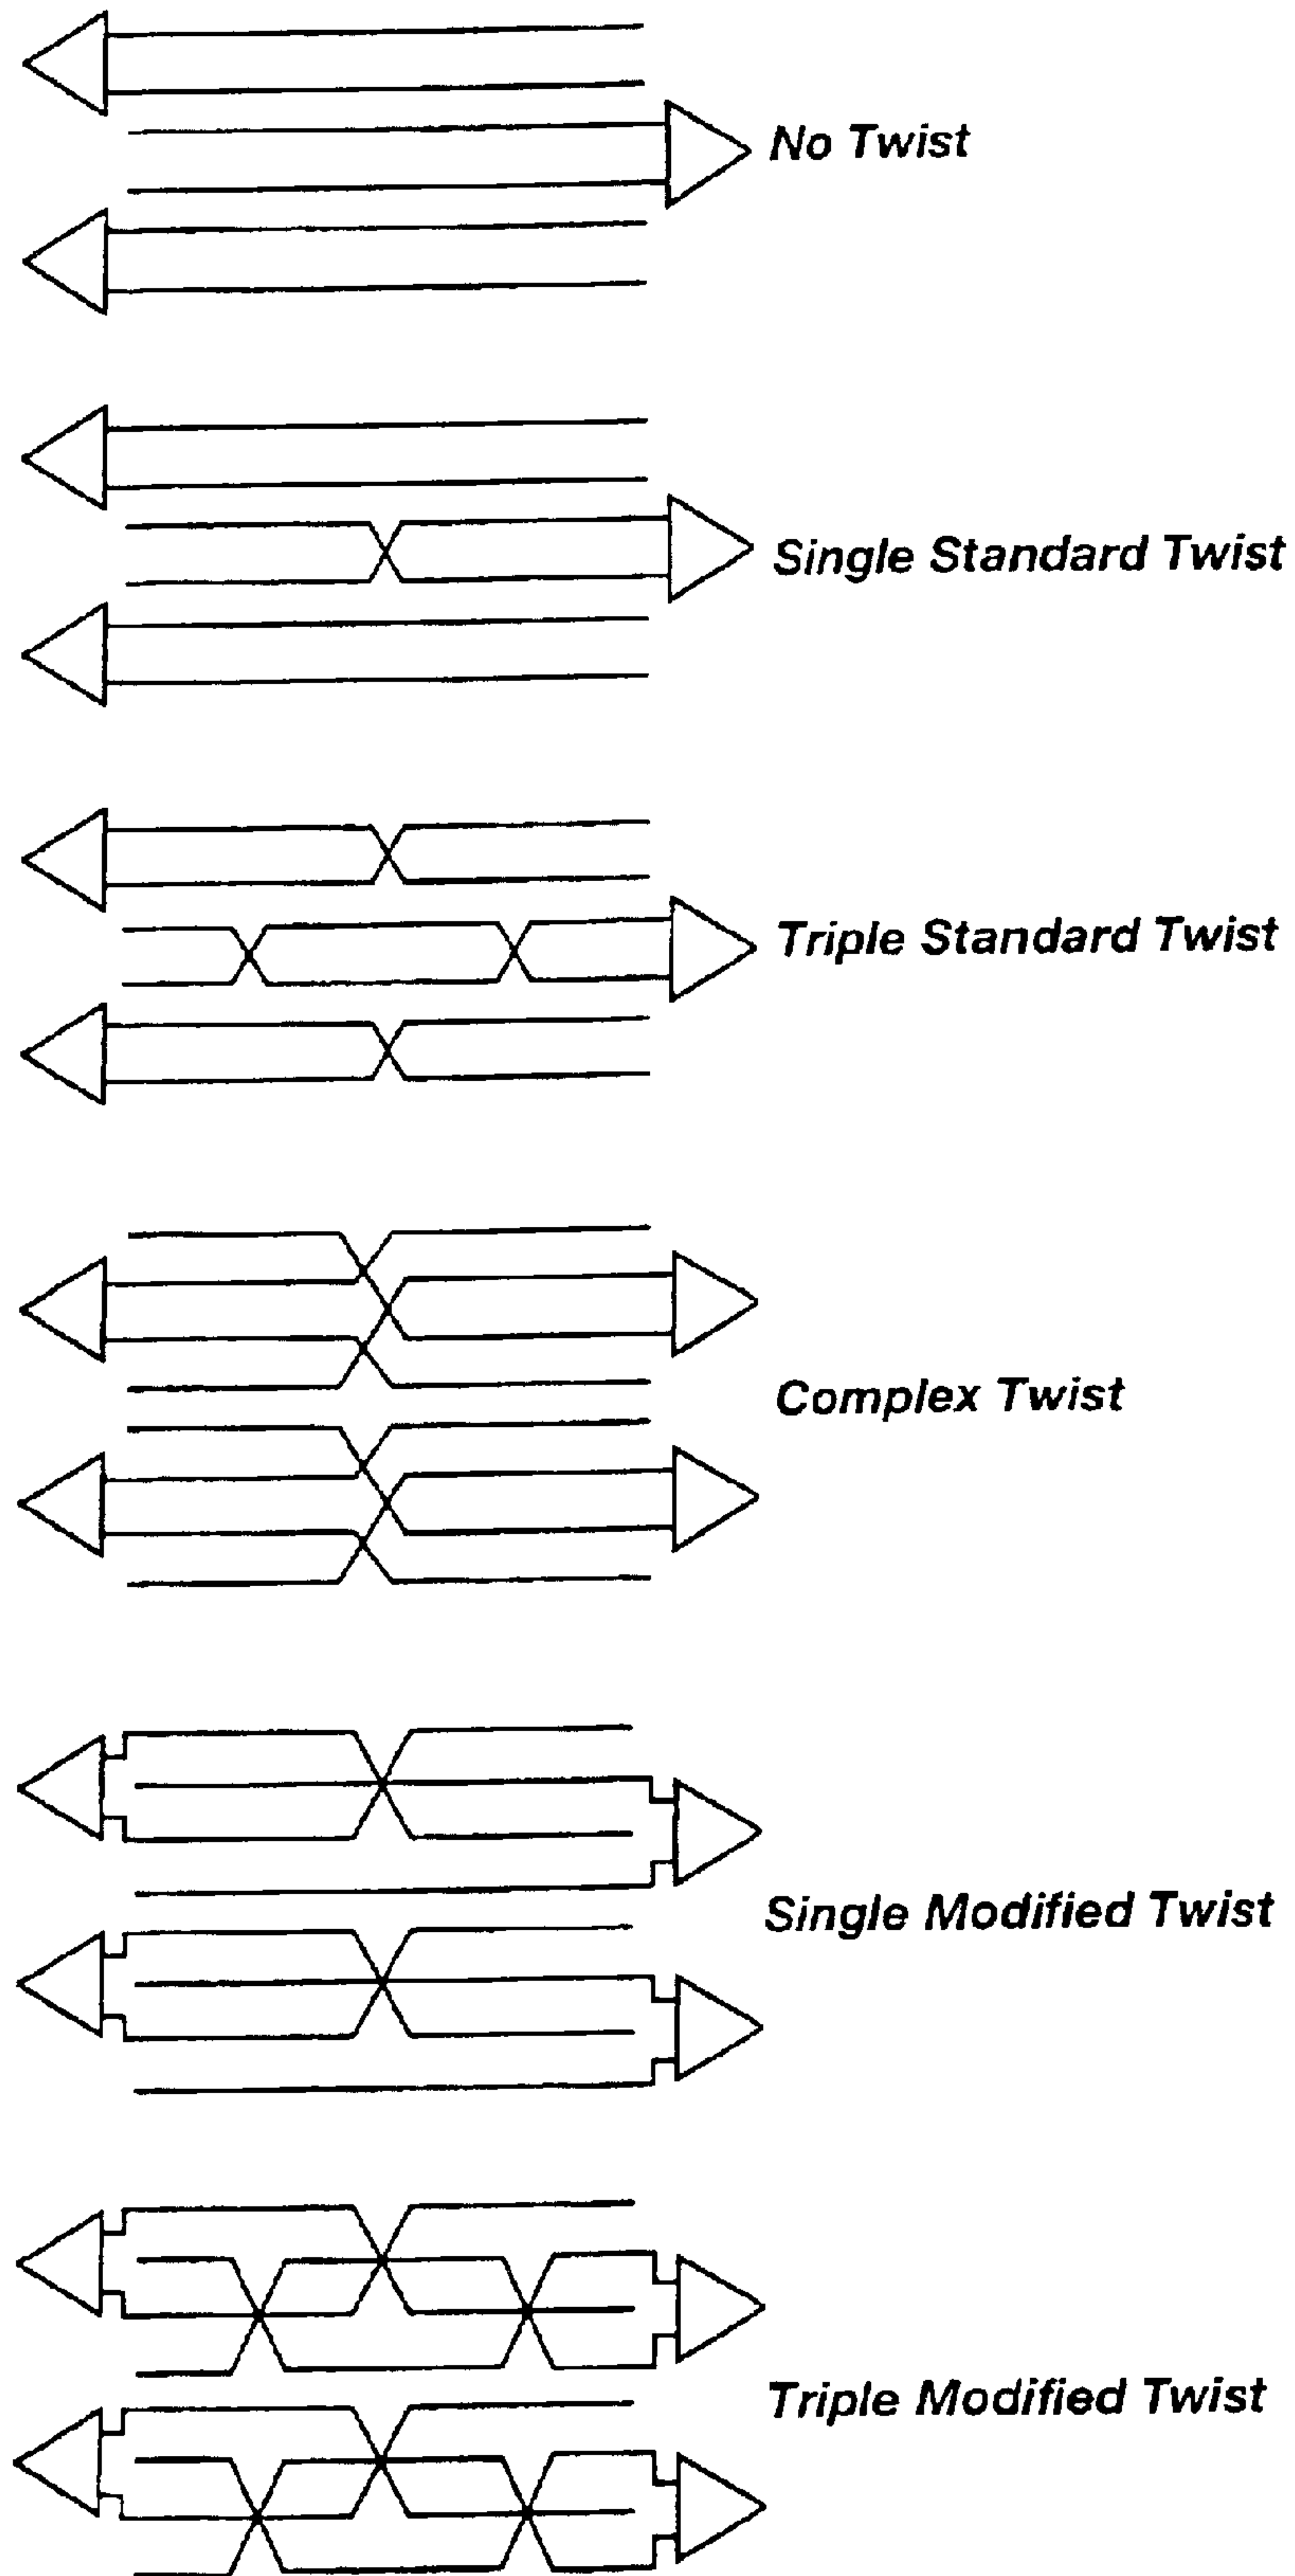 No Twist
Single Standard Twist
Triple Standard Twist
Complex Twist
Single Modified Twist
Triple Modified Twist